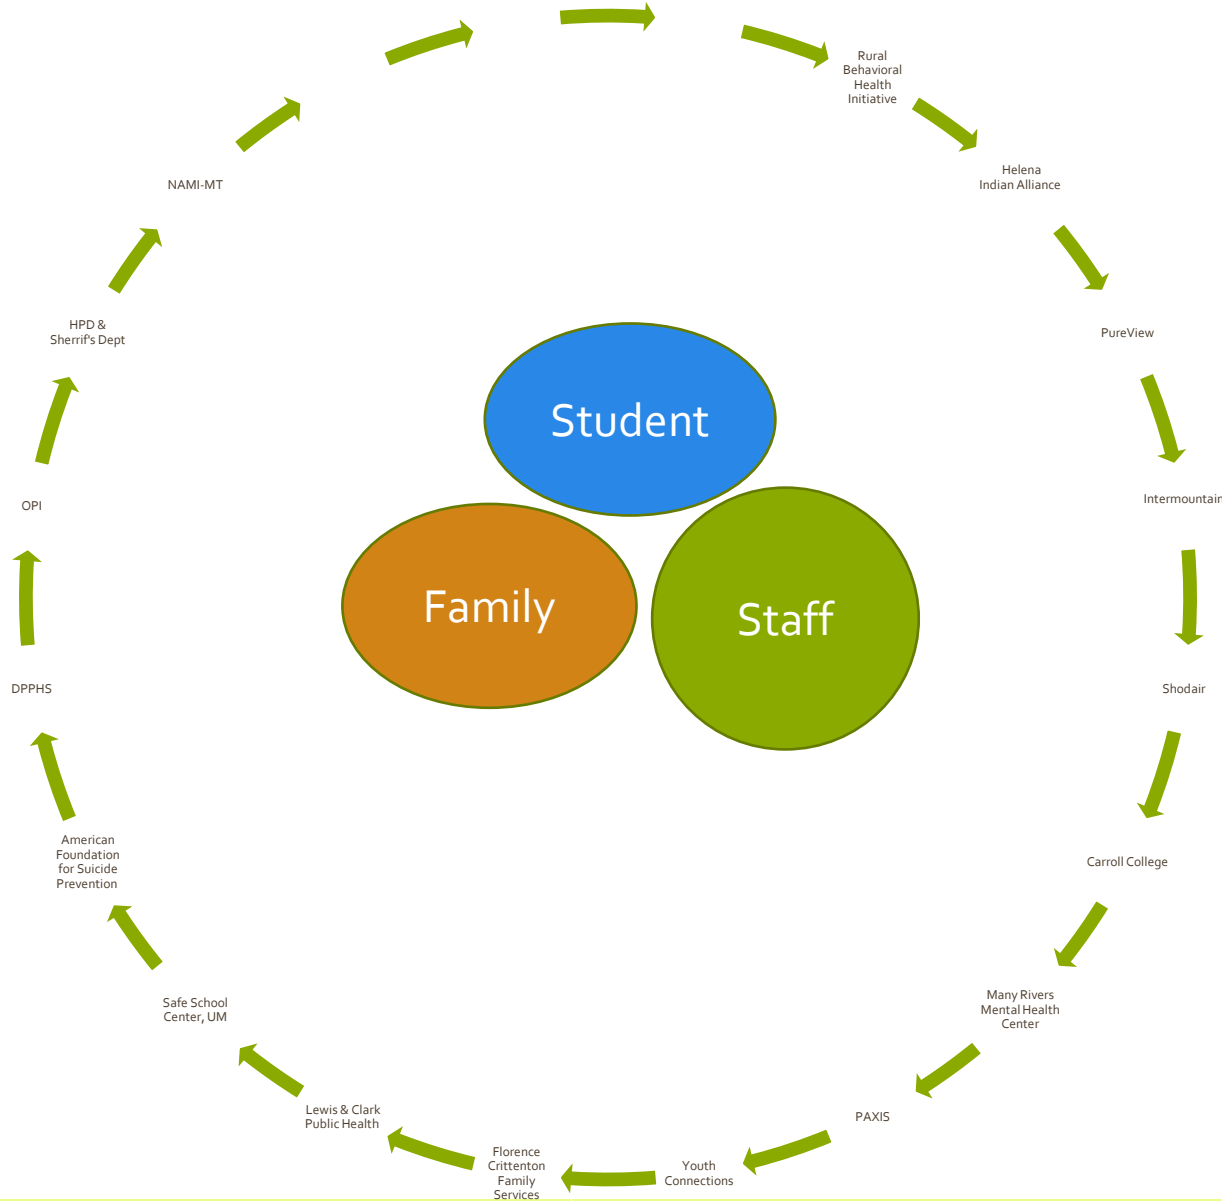 Rural
Behavioral
Health
Initiative
Helena
Indian Alliance
PureView
Intermountain
Shodair
Carroll College
Many Rivers
Mental Health
Center
PAXIS
Youth
Connections
Florence
Crittenton
Family
Services
Lewis & Clark
Public Health
Safe School
Center, UM
American
Foundation
for Suicide
Prevention
DPPHS
OPI
HPD &
Sherrif's Dept
NAMI-MT
Student
Family
Staff